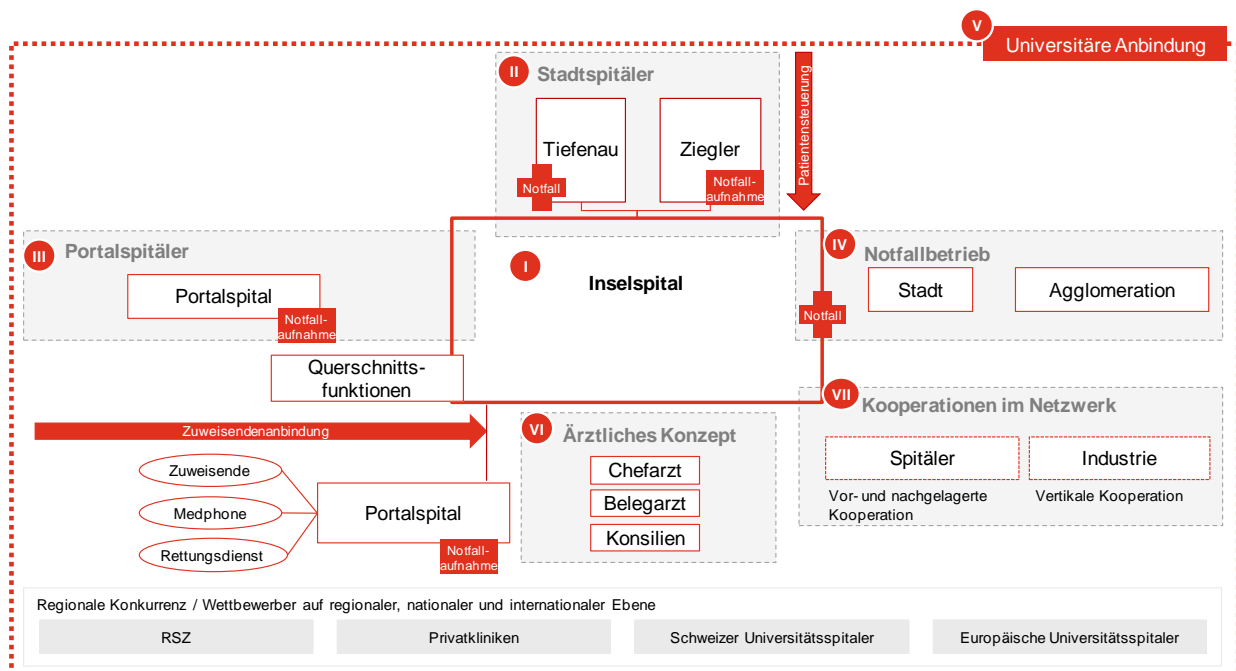 V
Universitäre Anbindung
II
Stadtspitäler
Tiefenau
Notfall
Ziegler
Notfall-
aufnahme
Patientensteuerung
III
Portalspitäler
Portalspital
Notfall-
aufnahme
I
Inselspital
IV
Notfallbetrieb
Stadt
Agglomeration
Notfall
Querschnitts-
funktionen
Zuweisendenanbindung
Zuweisende
Medphone
Rettungsdienst
Portalspital
Notfall-
aufnahme
VI
Ärztliches Konzept
Chefarzt
Belegarzt
Konsilien
VII
Kooperationen im Netzwerk
Spitäler
Vor- und nachgelagerte
Kooperation
Industrie
Vertikale Kooperation
Regionale Konkurrenz / Wettbewerber auf regionaler, nationaler und internationaler Ebene
RSZ
Privatkliniken
Schweizer Universitätsspitaler
Europäische Universitätsspitaler